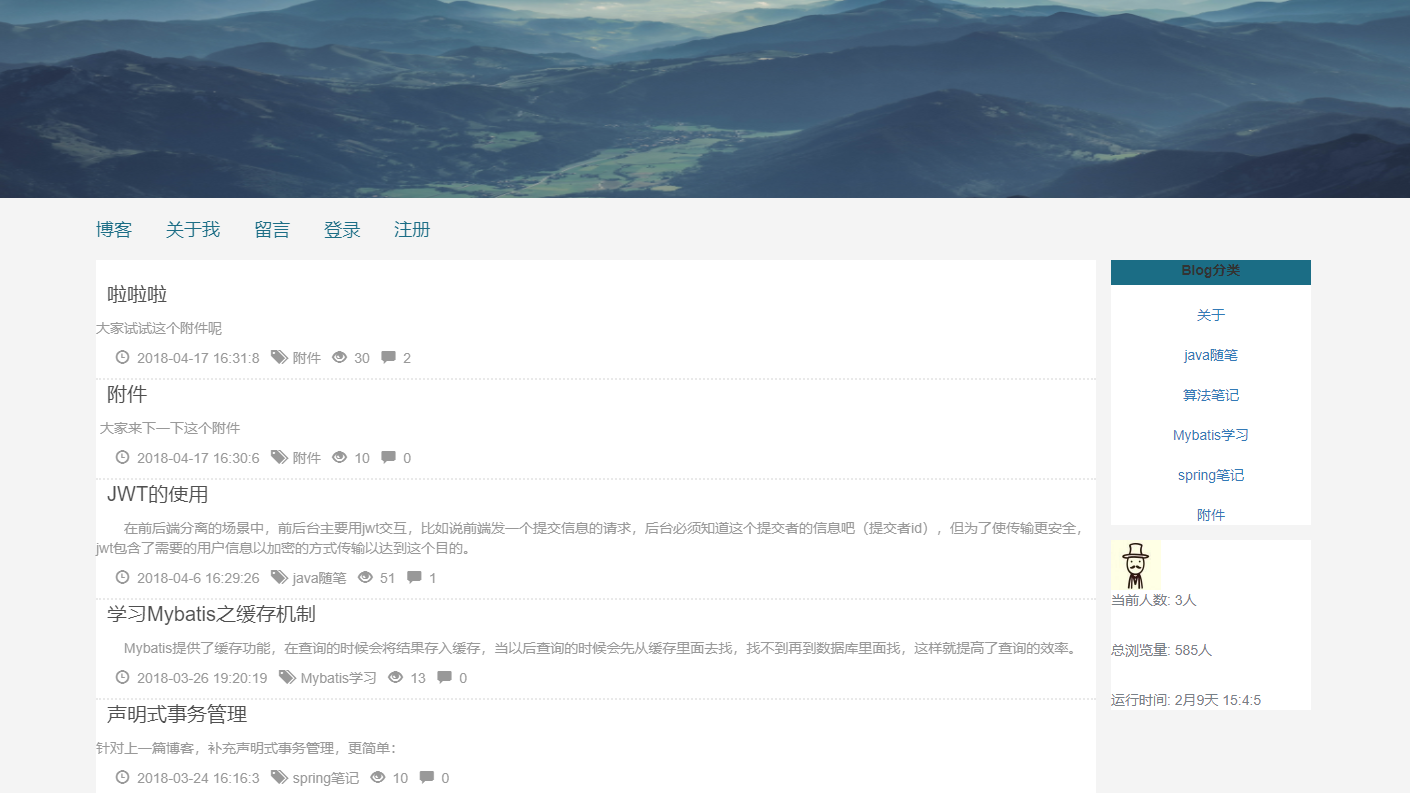 博客 关于我 留言 登录 注册
啦啦啦
大家试试这个附件呢
2018-04-17 16:31:8 附件 30 2
附件
大家来下一下这个附件
2018-04-17 16:30:6 附件 10 0
JWT的使用
在前后端分离的场景中，前后台主要用jwt交互，比如说前端发一个提交信息的请求，后台必须知道这个提交者的信息吧（提交者id），但为了使传输更安全，
jwt包含了需要的用户信息以加密的方式传输以达到这个目的。
2018-04-6 16:29:26 java随笔 51 1
学习Mybatis之缓存机制
Mybatis提供了缓存功能，在查询的时候会将结果存入缓存，当以后查询的时候会先从缓存里面去找，找不到再到数据库里面找，这样就提高了查询的效率。
2018-03-26 19:20:19 Mybatis学习 13 0
声明式事务管理
针对上一篇博客，补充声明式事务管理，更简单：
2018-03-24 16:16:3 spring笔记 10 0
Blog分类
关于
java随笔
算法笔记
Mybatis学习
spring笔记
附件
当前人数: 3人
总浏览量: 585人
运行时间: 2月9天 15:4:5